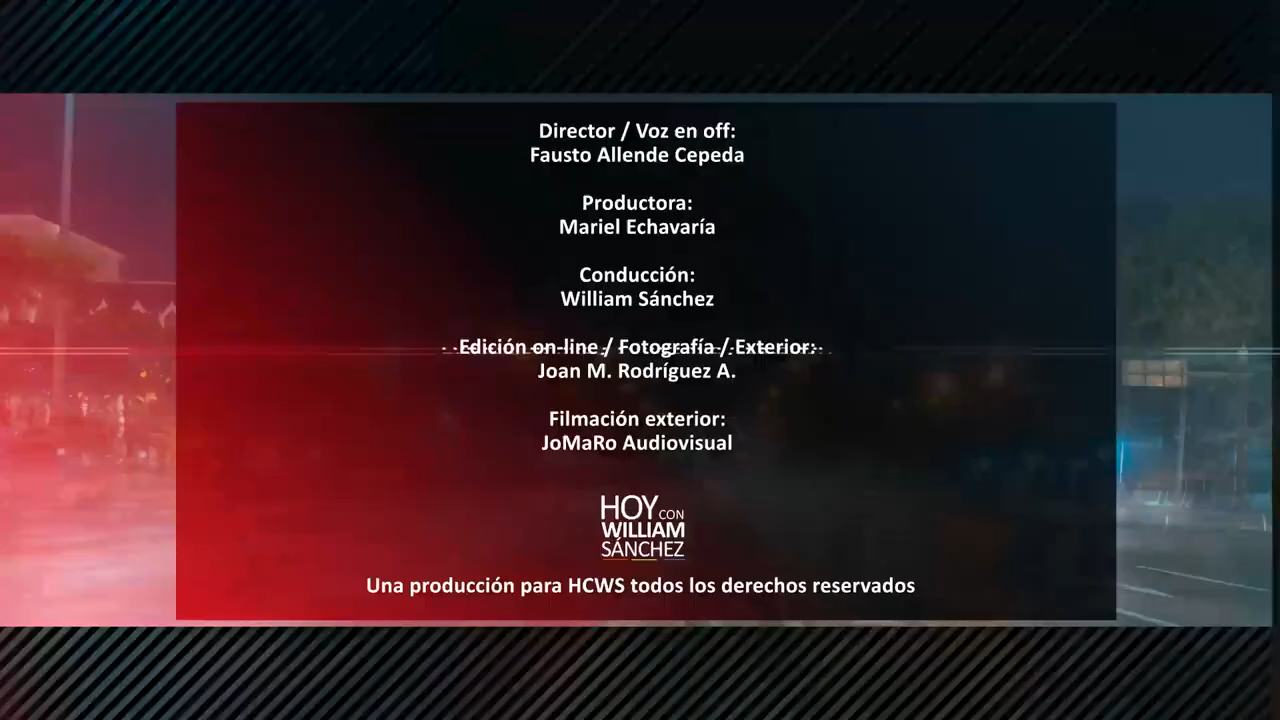 Director / Voz en off:
Fausto Allende Cepeda
Productora:
Mariel Echavaría
Conducción:
William Sánchez
Edición on-line / Fotografía / Exterior:
Joan M. Rodríguez A.
Filmación exterior:
JoMaRo Audiovisual
HOY CON
WILLIAM
SÁNCHEZ
Una producción para HCWS todos los derechos reservados